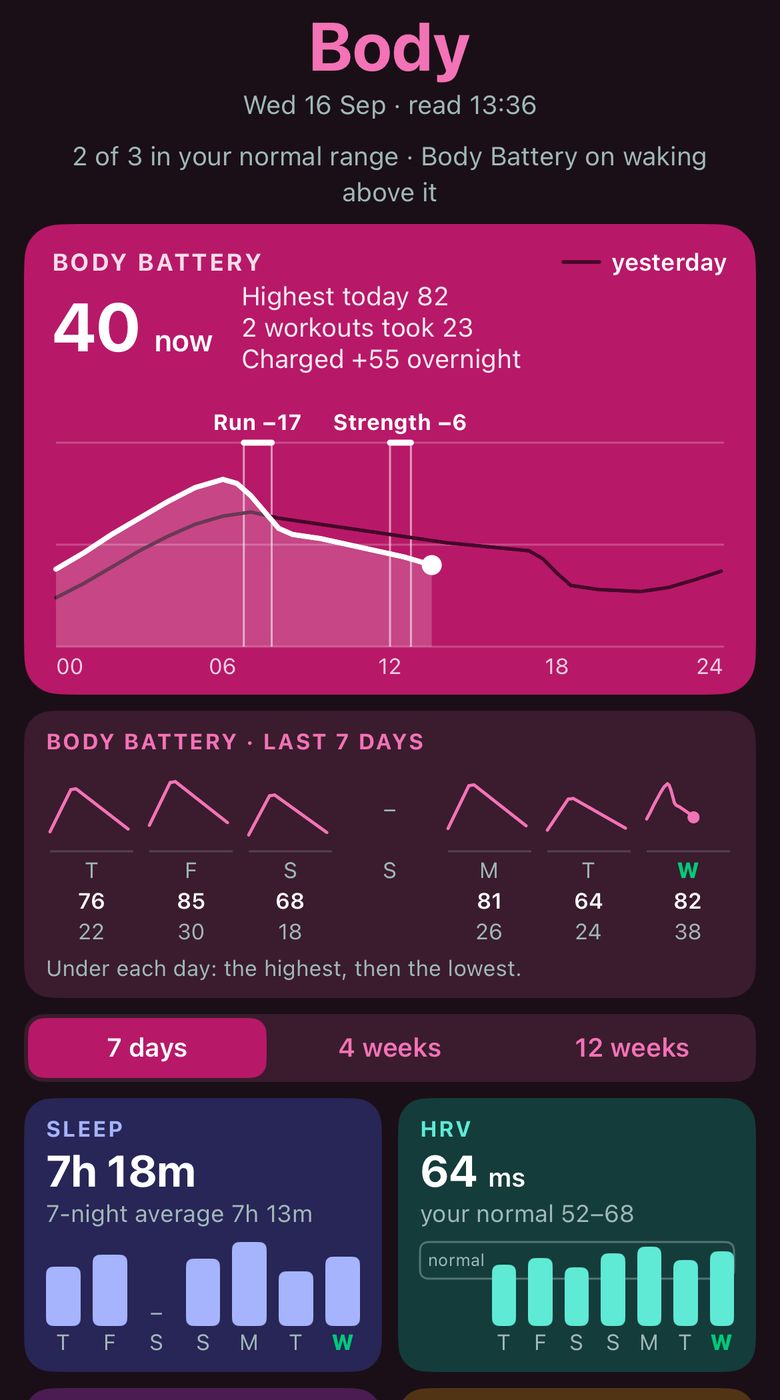 Body
Wed 16 Sep · read 13:36
2 of 3 in your normal range · Body Battery on waking
above it
BODY BATTERY
yesterday
40 now
Highest today 82
2 workouts took 23
Charged +55 overnight
Run −17
Strength −6
00 06 12 18 24
BODY BATTERY · LAST 7 DAYS
–
T F S S M T W
76 85 68 81 64 82
22 30 18 26 24 38
Under each day: the highest, then the lowest.
7 days 4 weeks 12 weeks
SLEEP
7h 18m
7-night average 7h 13m
–
T F S S M T W
HRV
64 ms
your normal 52–68
normal
T F S S M T W